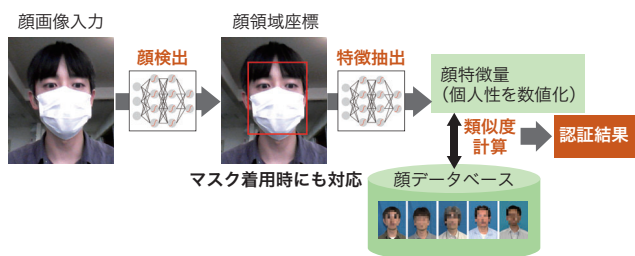 顔画像入力
顔検出
顔領域座標
特徴抽出
顔特徴量
（個人性を数値化）
類似度
計算
認証結果
マスク着用時にも対応
顔データベース